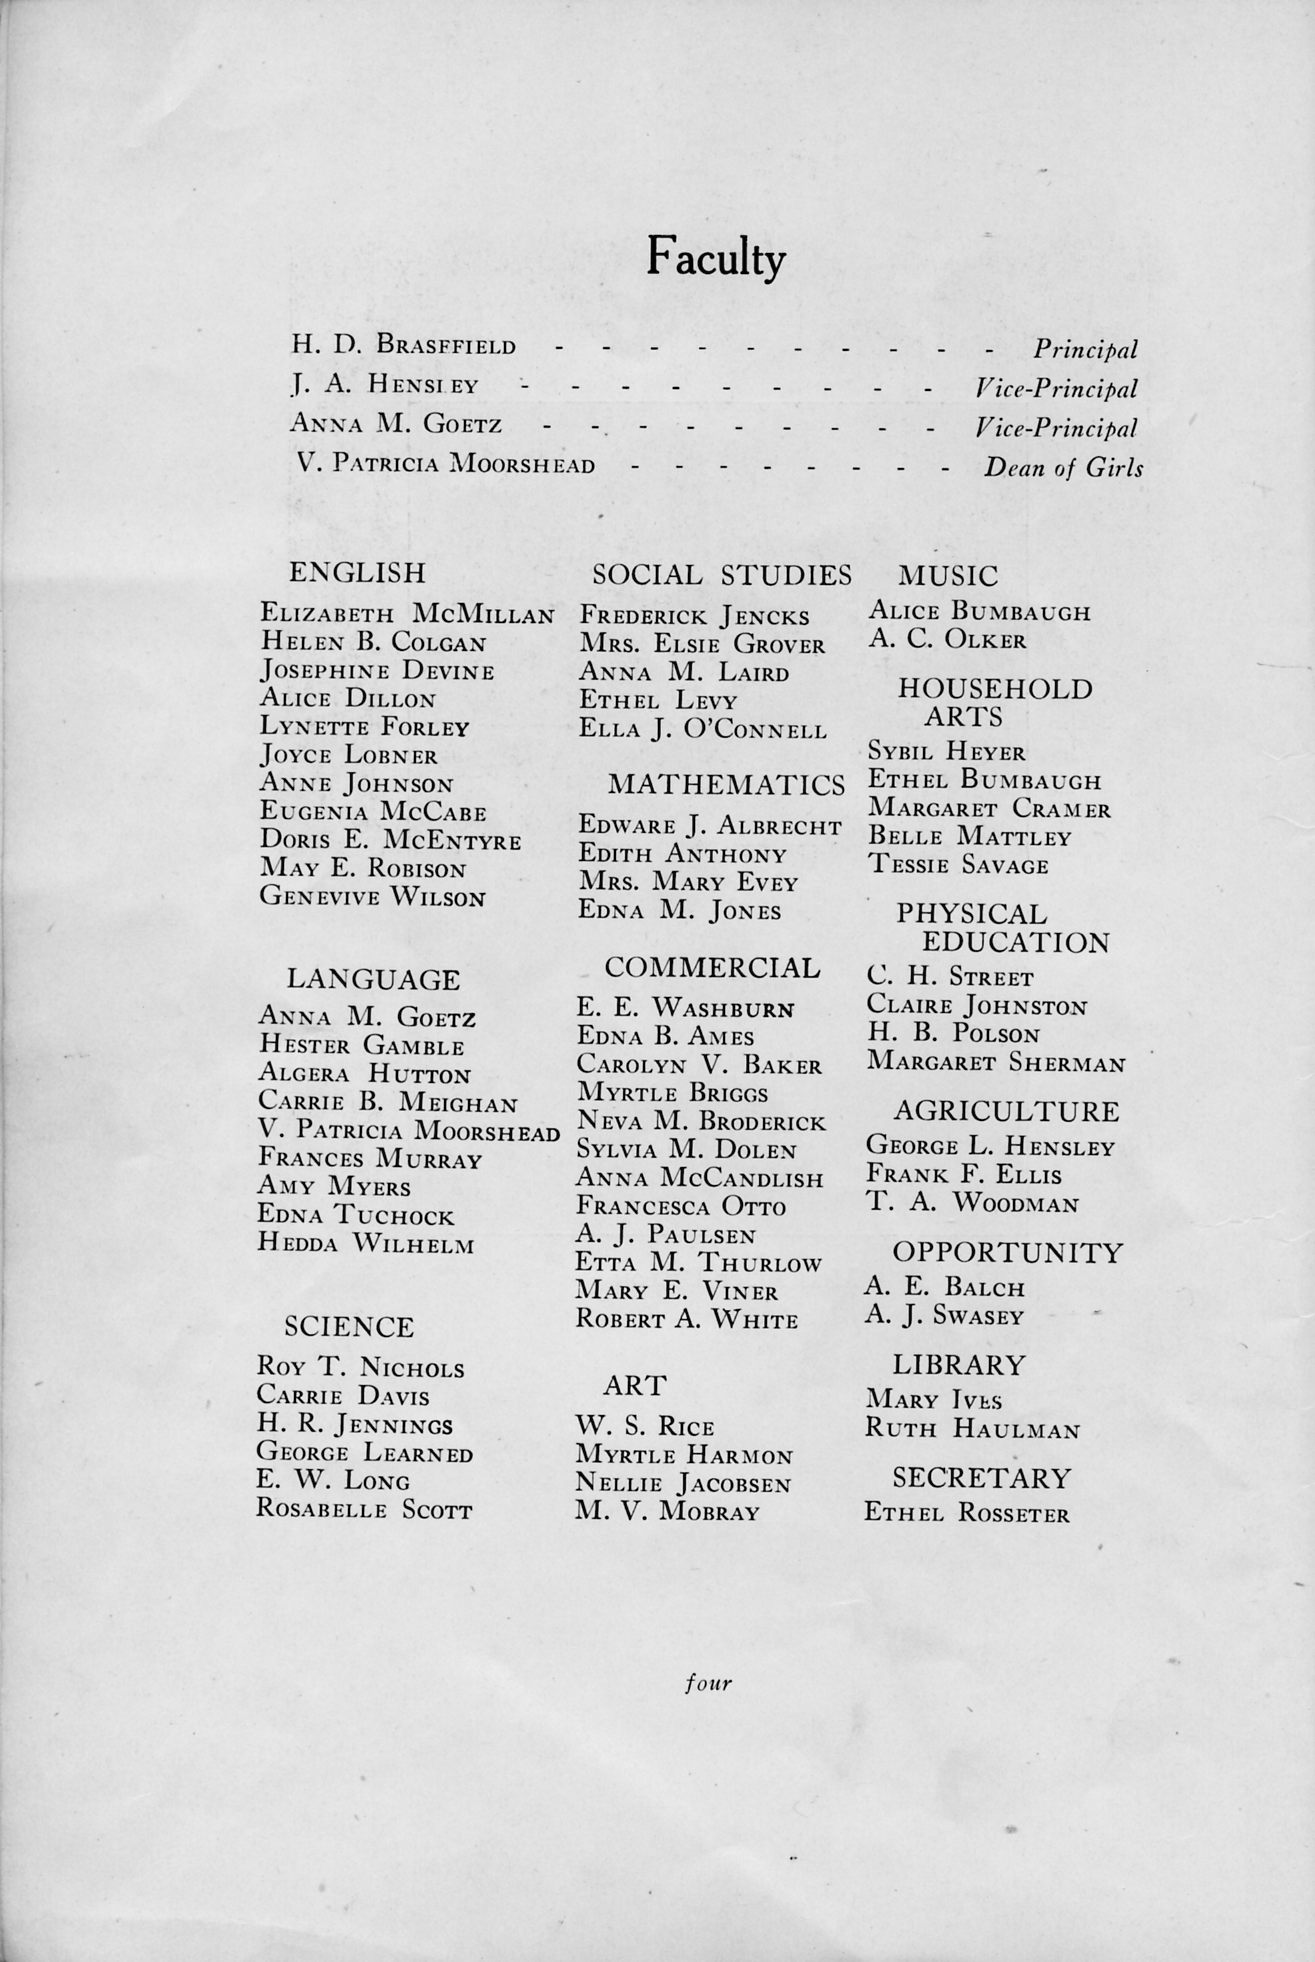 Faculty
H. D. Brasefield - - - - - - - - - - Principal
J. A. Hensley - - - - - - - - - Vice-Principal
Anna M. Goetz - - - - - - - - - Vice-Principal
V. Patricia Moorshead - - - - - - - - Dean of Girls
ENGLISH
Elizabeth McMillan
Helen B. Colgan
Josephine Devine
Alice Dillon
Lynette Forley
Joyce Lobner
Anne Johnson
Eugenia McCabe
Doris E. McEntyre
May E. Robison
Genevive Wilson
LANGUAGE
Anna M. Goetz
Hester Gamble
Algera Hutton
Carrie B. Meighan
V. Patricia Moorshead
Frances Murray
Amy Myers
Edna Tuchock
Hedda Wilhelm
SCIENCE
Roy T. Nichols
Carrie Davis
H. R. Jennings
George Learned
E. W. Long
Rosabelle Scott
SOCIAL STUDIES
Frederick Jencks
Mrs. Elsie Grover
Anna M. Laird
Ethel Levy
Ella J. O'Connell
MATHEMATICS
Edware J. Albrecht
Edith Anthony
Mrs. Mary Evey
Edna M. Jones
COMMERCIAL
E. E. Washburn
Edna B. Ames
Carolyn V. Baker
Myrtle Briggs
Neva M. Broderick
Sylvia M. Dolen
Anna McCandlish
Francesca Otto
A. J. Paulsen
Etta M. Thurlow
Mary E. Viner
Robert A. White
ART
W. S. Rice
Myrtle Harmon
Nellie Jacobsen
M. V. Mobray
MUSIC
Alice Bumbaugh
A. C. Olker
HOUSEHOLD
ARTS
Sybil Heyer
Ethel Bumbaugh
Margaret Cramer
Belle Mattley
Tessie Savage
PHYSICAL
EDUCATION
C. H. Street
Claire Johnston
H. B. Polson
Margaret Sherman
AGRICULTURE
George L. Hensley
Frank F. Ellis
T. A. Woodman
OPPORTUNITY
A. E. Balch
A. J. Swasey
LIBRARY
Mary Ives
Ruth Haulman
SECRETARY
Ethel Rosseter
four